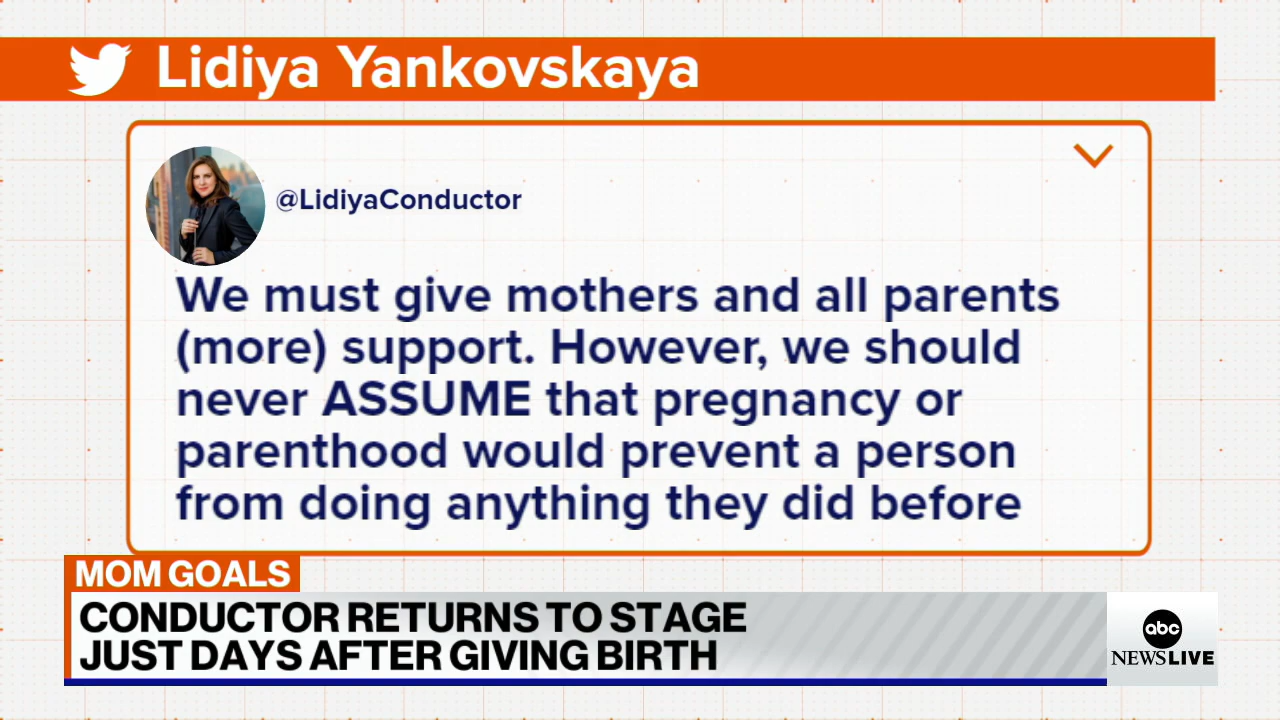 Lidiya Yankovskaya
@LidiyaConductor
We must give mothers and all parents
(more) support. However, we should
never ASSUME that pregnancy or
parenthood would prevent a person
from doing anything they did before
MOM GOALS
CONDUCTOR RETURNS TO STAGE
JUST DAYS AFTER GIVING BIRTH
abc
NEWSLIVE